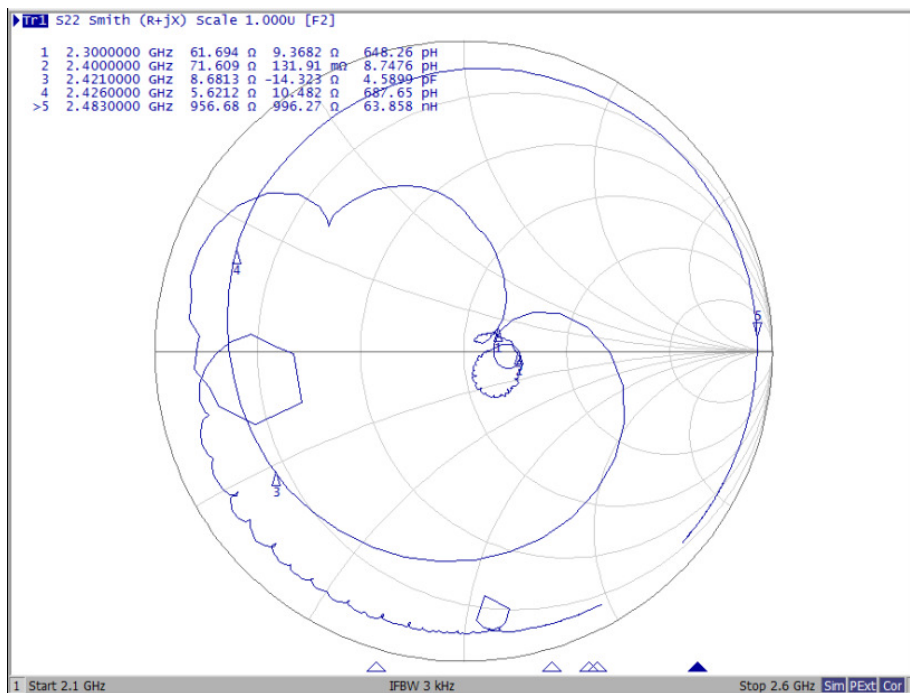 Tr1 S22 Smith (R+jX) Scale 1.000U [F2]
1 2.3000000 GHz 61.694 Ω 9.3682 Ω 648.26 pH
2 2.4000000 GHz 71.609 Ω 131.91 mΩ 8.7476 pH
3 2.4210000 GHz 8.6813 Ω -14.323 Ω 4.5899 pF
4 2.4260000 GHz 5.6212 Ω 10.482 Ω 687.65 pH
>5 2.4830000 GHz 956.68 Ω 996.27 Ω 63.858 nH
4
5
1
3
1 Start 2.1 GHz IFBW 3 kHz Stop 2.6 GHz Sim PExt Cor